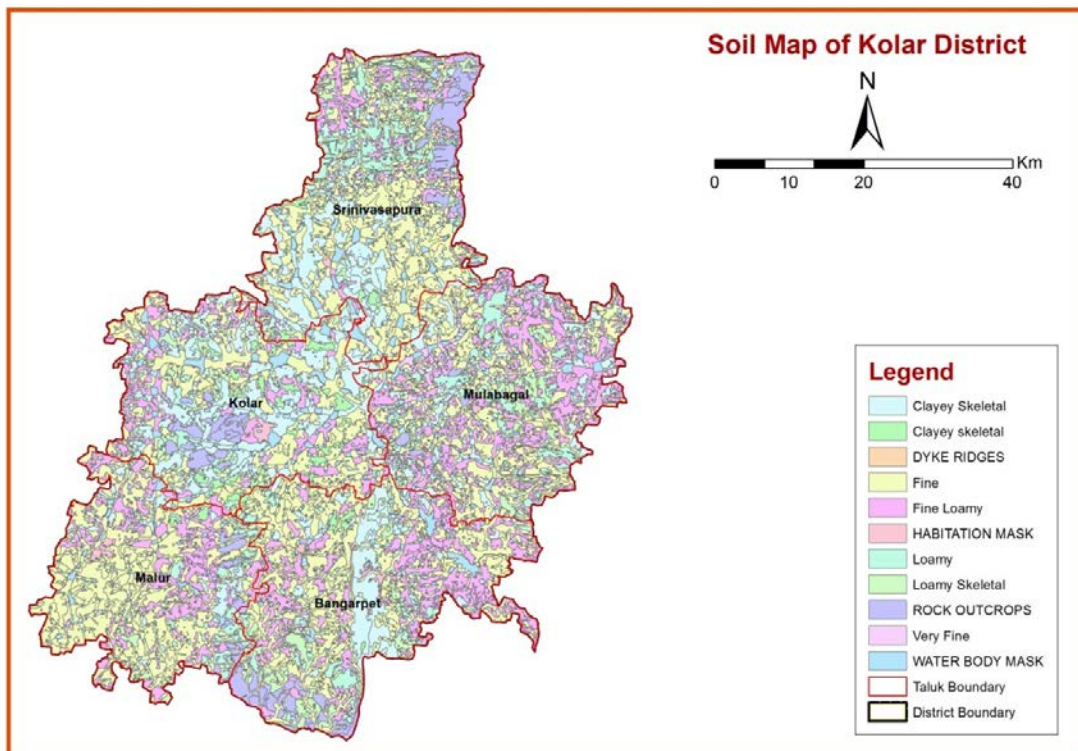 Soil Map of Kolar District
N
Km
0 10 20 40
Srinivasapura
Kolar
Mulabagal
Malur
Bangarpet
Legend
Clayey Skeletal
Clayey skeletal
DYKE RIDGES
Fine
Fine Loamy
HABITATION MASK
Loamy
Loamy Skeletal
ROCK OUTCROPS
Very Fine
WATER BODY MASK
Taluk Boundary
District Boundary